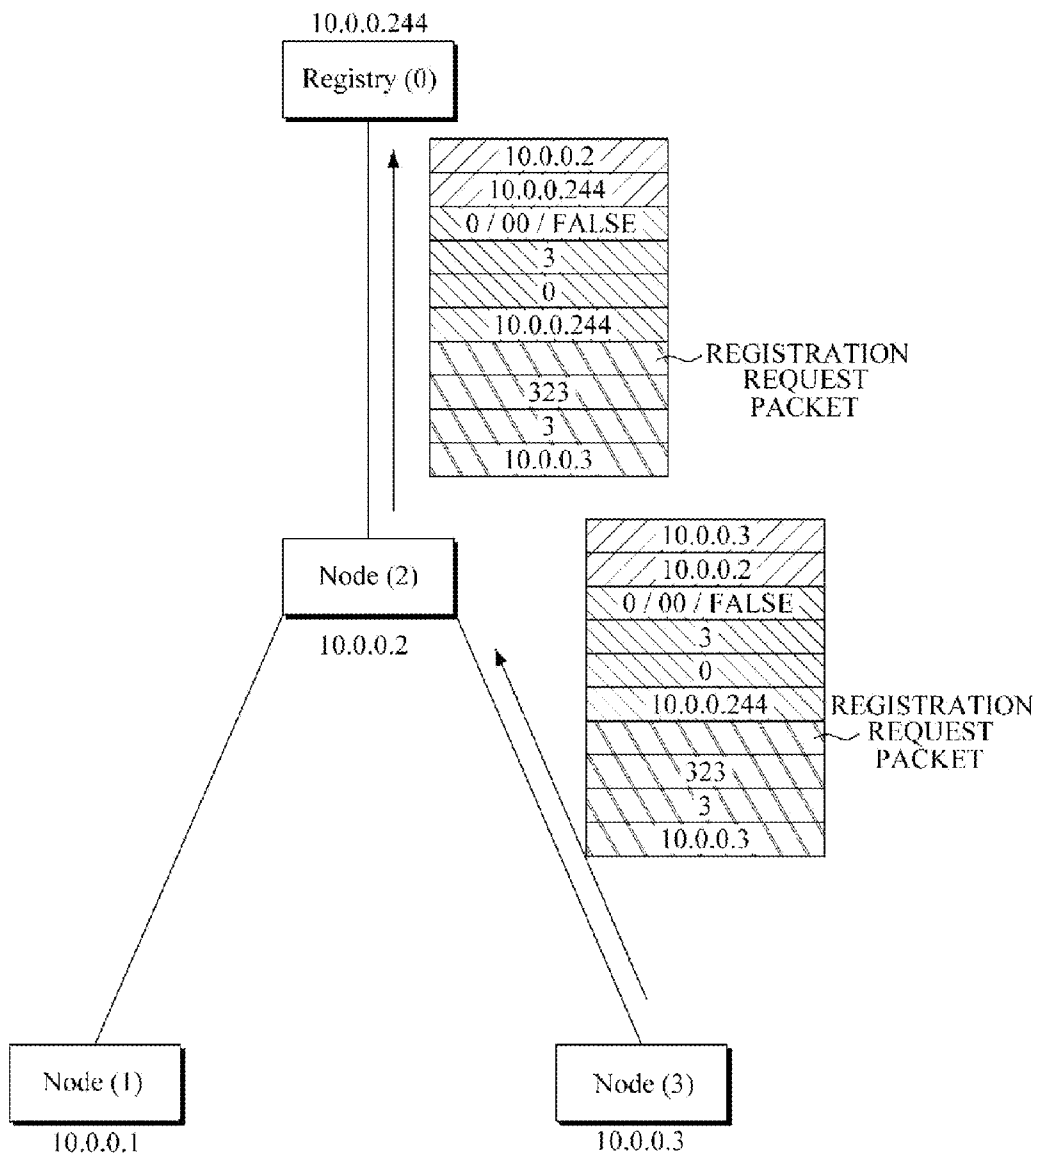 10.0.0.244
Registry (0)
10.0.0.2
10.0.0.244
0 / 00 / FALSE
3
0
10.0.0.244
REGISTRATION
REQUEST
PACKET
323
3
10.0.0.3
Node (2)
10.0.0.2
10.0.0.3
10.0.0.2
0 / 00 / FALSE
3
0
10.0.0.244
REGISTRATION
REQUEST
PACKET
323
3
10.0.0.3
Node (1)
10.0.0.1
Node (3)
10.0.0.3